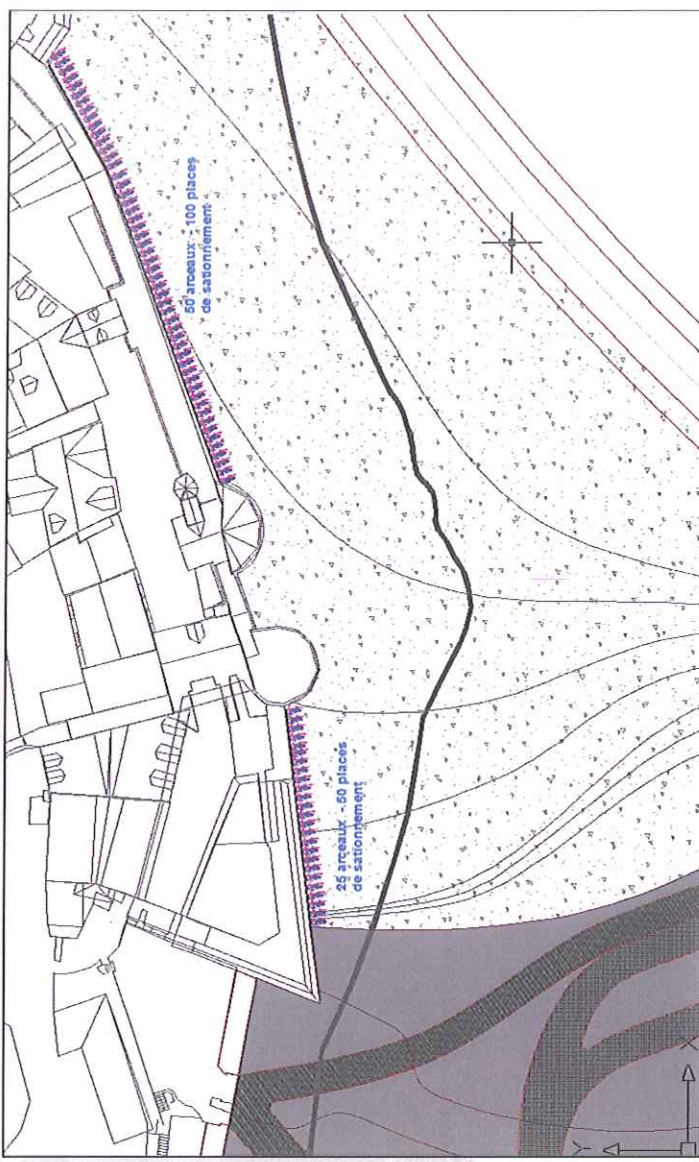 50 arceaux - 100 places
de sationnement
25 arceaux - 50 places
de sationnement
Y
X